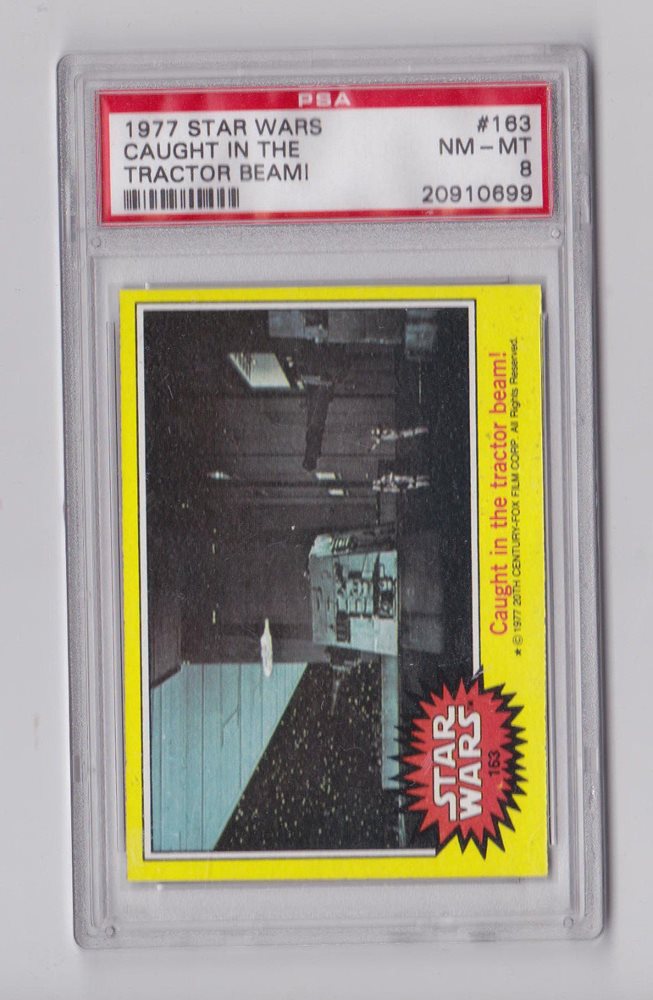 PSA
1977 STAR WARS #163
CAUGHT IN THE NM-MT
TRACTOR BEAM! 8
20910699
Caught in the tractor beam!
★ © 1977 20TH CENTURY-FOX FILM CORP. All Rights Reserved.
STAR
WARS
163